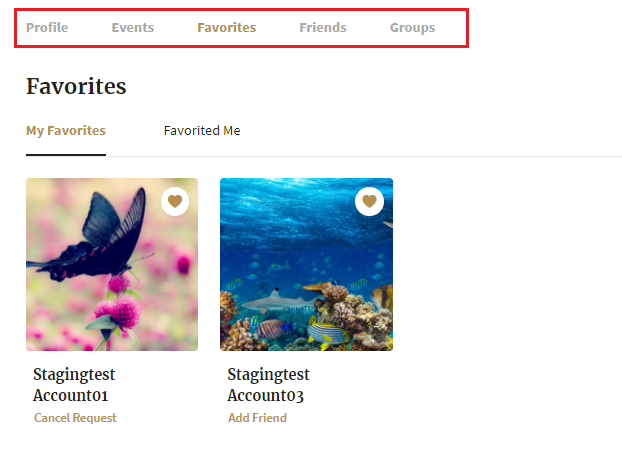 Profile Events Favorites Friends Groups
Favorites
My Favorites Favorited Me
Stagingtest Stagingtest
Account01 Account03
Cancel Request Add Friend